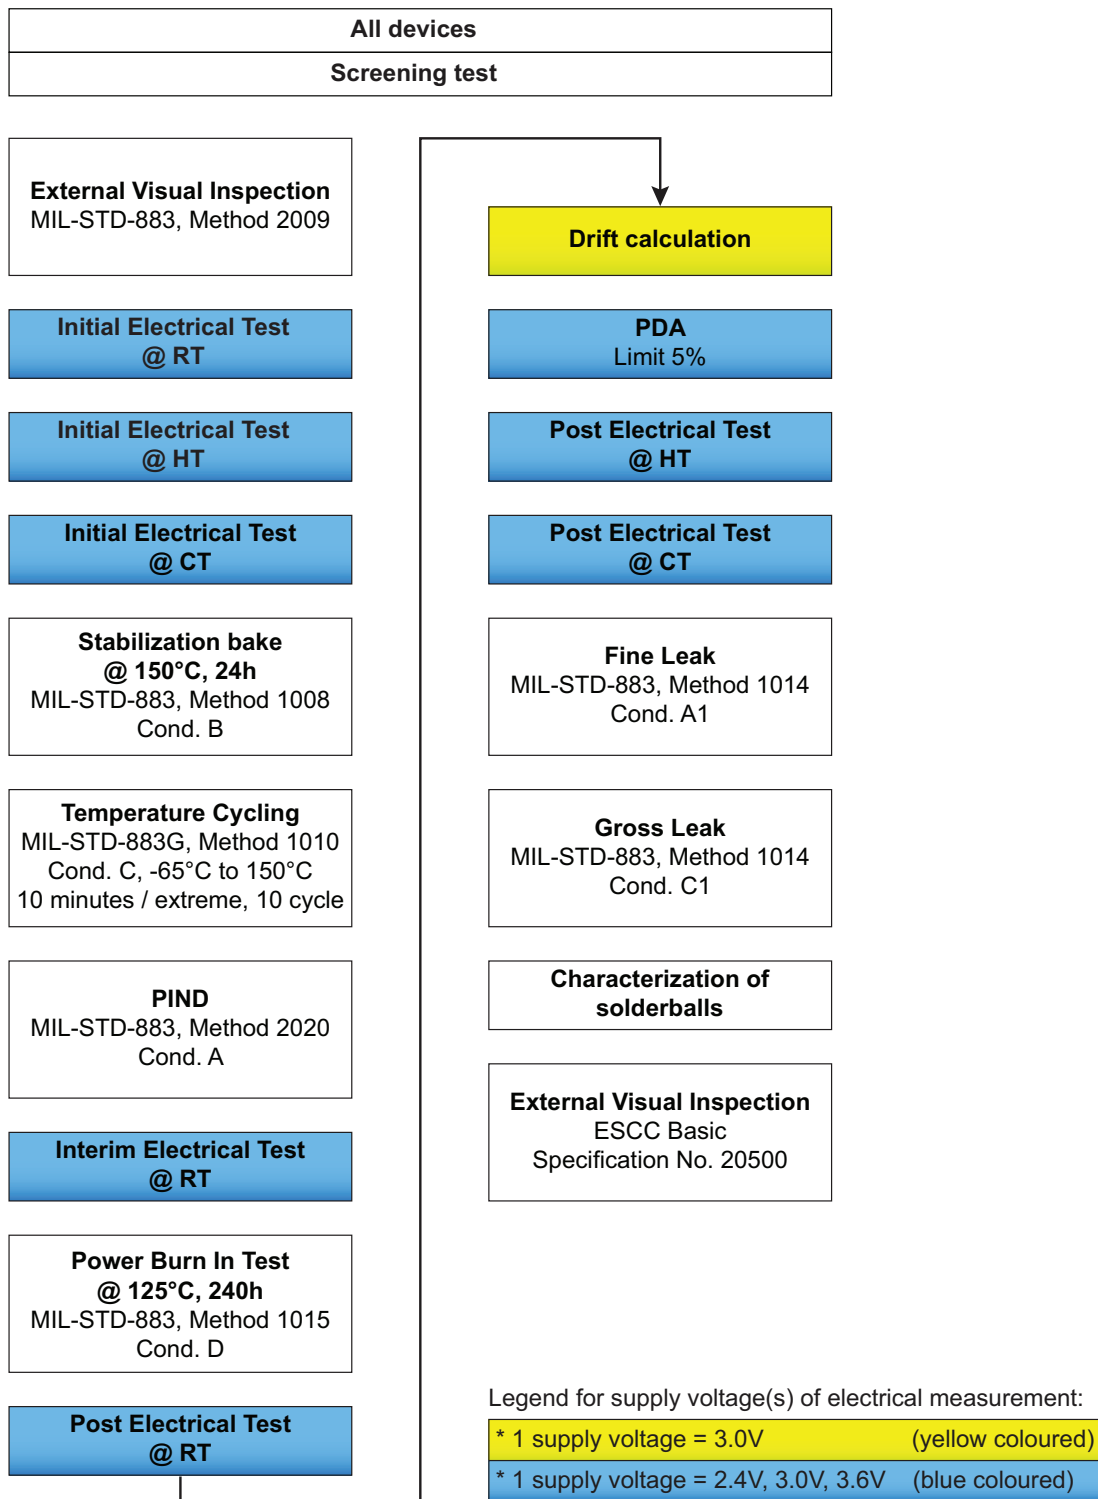 All devices
Screening test
External Visual Inspection
MIL-STD-883, Method 2009
Initial Electrical Test
@ RT
Initial Electrical Test
@ HT
Initial Electrical Test
@ CT
Stabilization bake
@ 150°C, 24h
MIL-STD-883, Method 1008
Cond. B
Temperature Cycling
MIL-STD-883G, Method 1010
Cond. C, -65°C to 150°C
10 minutes / extreme, 10 cycle
PIND
MIL-STD-883, Method 2020
Cond. A
Interim Electrical Test
@ RT
Power Burn In Test
@ 125°C, 240h
MIL-STD-883, Method 1015
Cond. D
Post Electrical Test
@ RT
Drift calculation
PDA
Limit 5%
Post Electrical Test
@ HT
Post Electrical Test
@ CT
Fine Leak
MIL-STD-883, Method 1014
Cond. A1
Gross Leak
MIL-STD-883, Method 1014
Cond. C1
Characterization of
solderballs
External Visual Inspection
ESCC Basic
Specification No. 20500
Legend for supply voltage(s) of electrical measurement:
* 1 supply voltage = 3.0V (yellow coloured)
* 1 supply voltage = 2.4V, 3.0V, 3.6V (blue coloured)